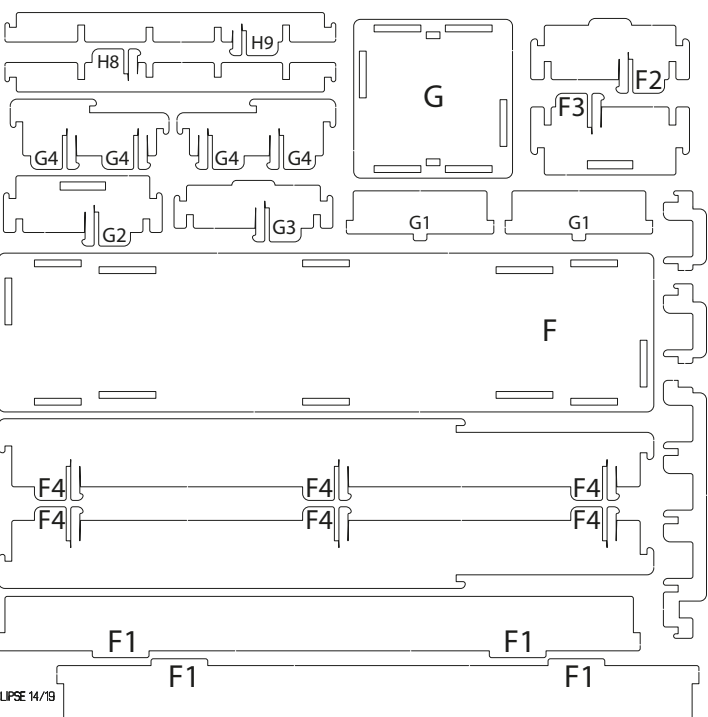 H9
H8
G
F2
F3
G4 G4 G4 G4
G2 G3 G1 G1
F
F4 F4 F4
F4 F4 F4
F1 F1
F1 F1
LIPSE 14/19